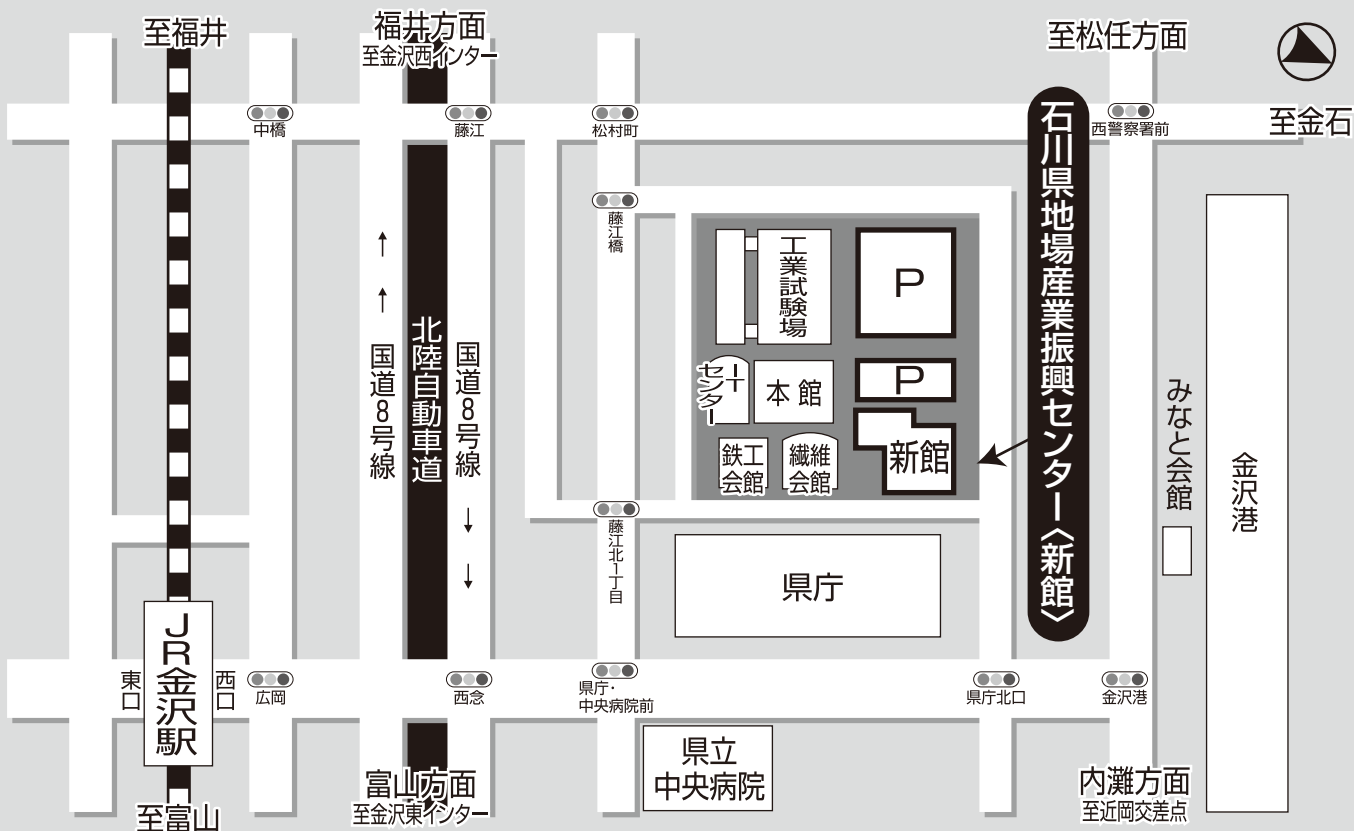 至福井
福井方面
至金沢西インター
至松任方面
至金石
中橋
藤江
松村町
西警察署前
藤江橋
石川県地場産業振興センター〈新館〉
工業試験場
P
P
ITセンター
本館
新館
鉄工
会館
繊維
会館
国道8号線
北陸自動車道
国道8号線
みなと会館
金沢港
藤江北1丁目
県庁
JR金沢駅
東口
西口
広岡
西念
県庁・
中央病院前
県庁北口
金沢港
県立
中央病院
至富山
富山方面
至金沢東インター
内灘方面
至近岡交差点